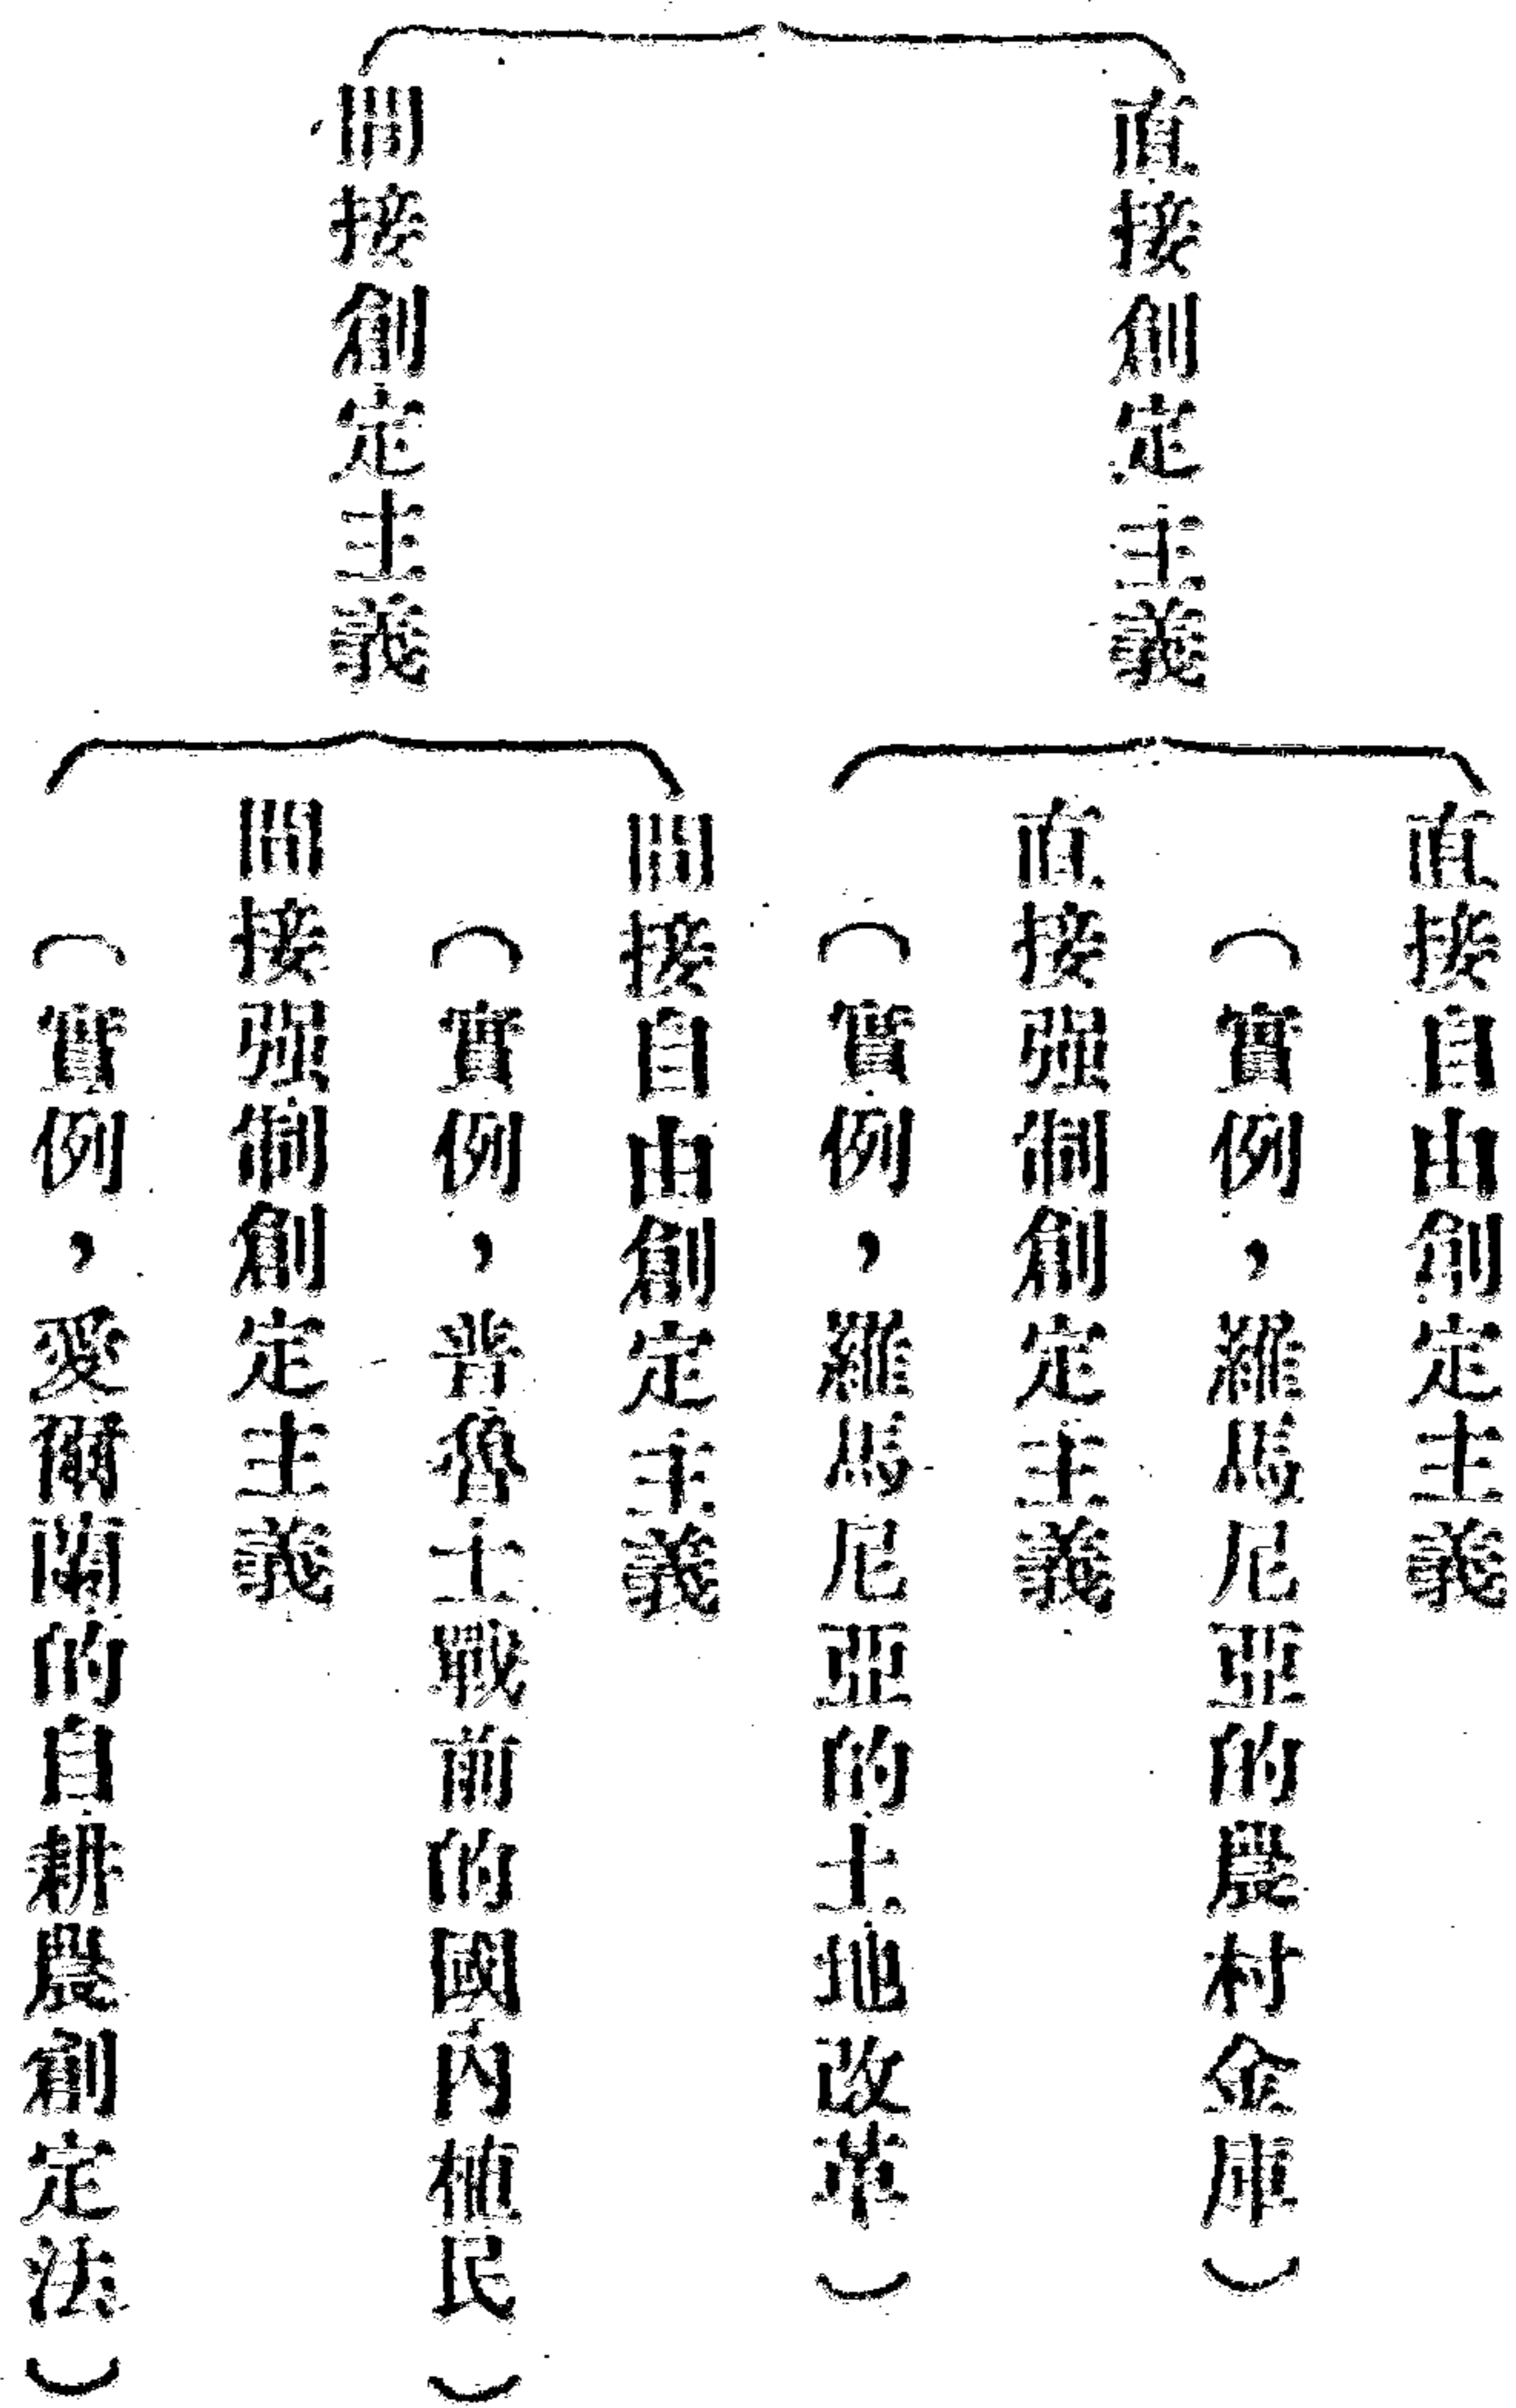 直接創定主義
直接自由創定主義
(實例,羅馬尼亞的農村金庫)
直接强制創定主義
(實例,羅馬尼亞的土地改革)
間接創定主義
間接自由創定主義
(實例,普魯士戰前的國內植民)
間接强制創定主義
(實例,愛爾蘭的自耕農創定法)